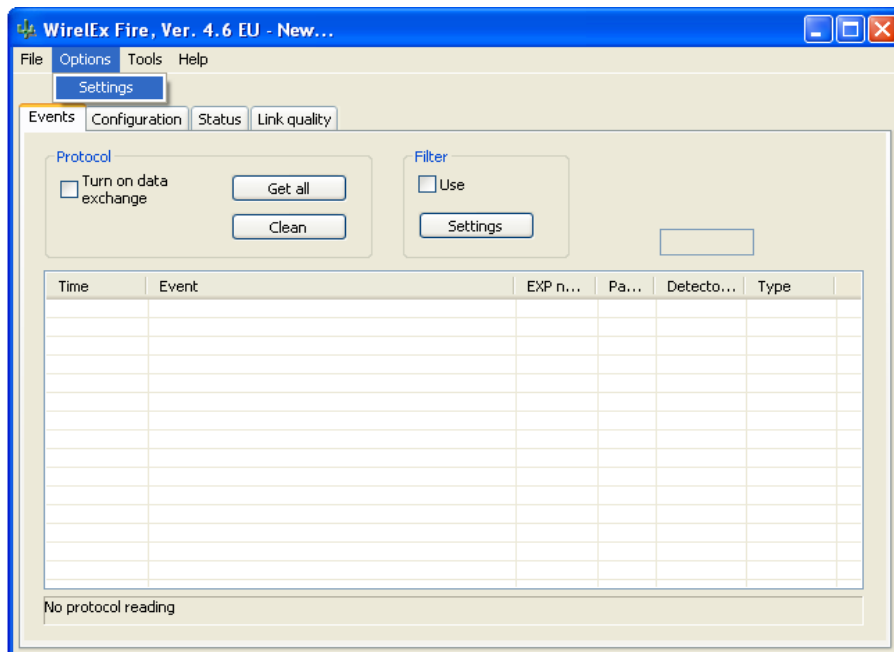 WirelEx Fire, Ver. 4.6 EU - New...
File Options Tools Help
Settings
Events Configuration Status Link quality
Protocol
Turn on data
exchange
Get all
Clean
Filter
Use
Settings
Time Event EXP n... Pa... Detecto... Type
No protocol reading